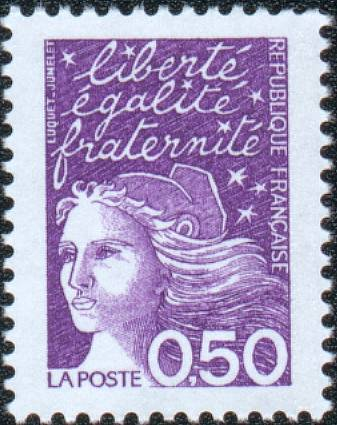 liberté
égalité
fraternité
LUQUET-JUMELET
RÉPUBLIQUE FRANÇAISE
0,50
LA POSTE